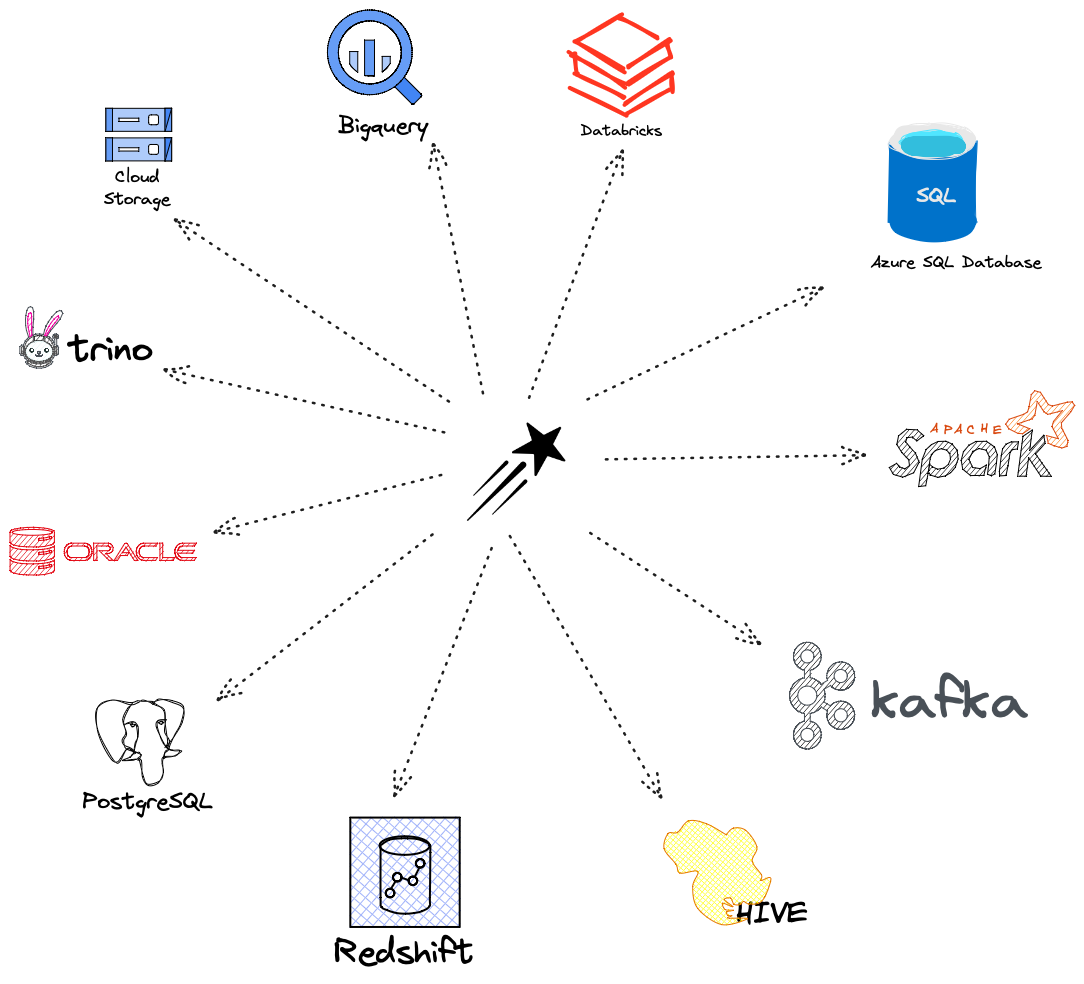 Bigquery
Databricks
Cloud
Storage
SQL
Azure SQL Database
trino
APACHE
Spark
ORACLE
kafka
PostgreSQL
HIVE
Redshift